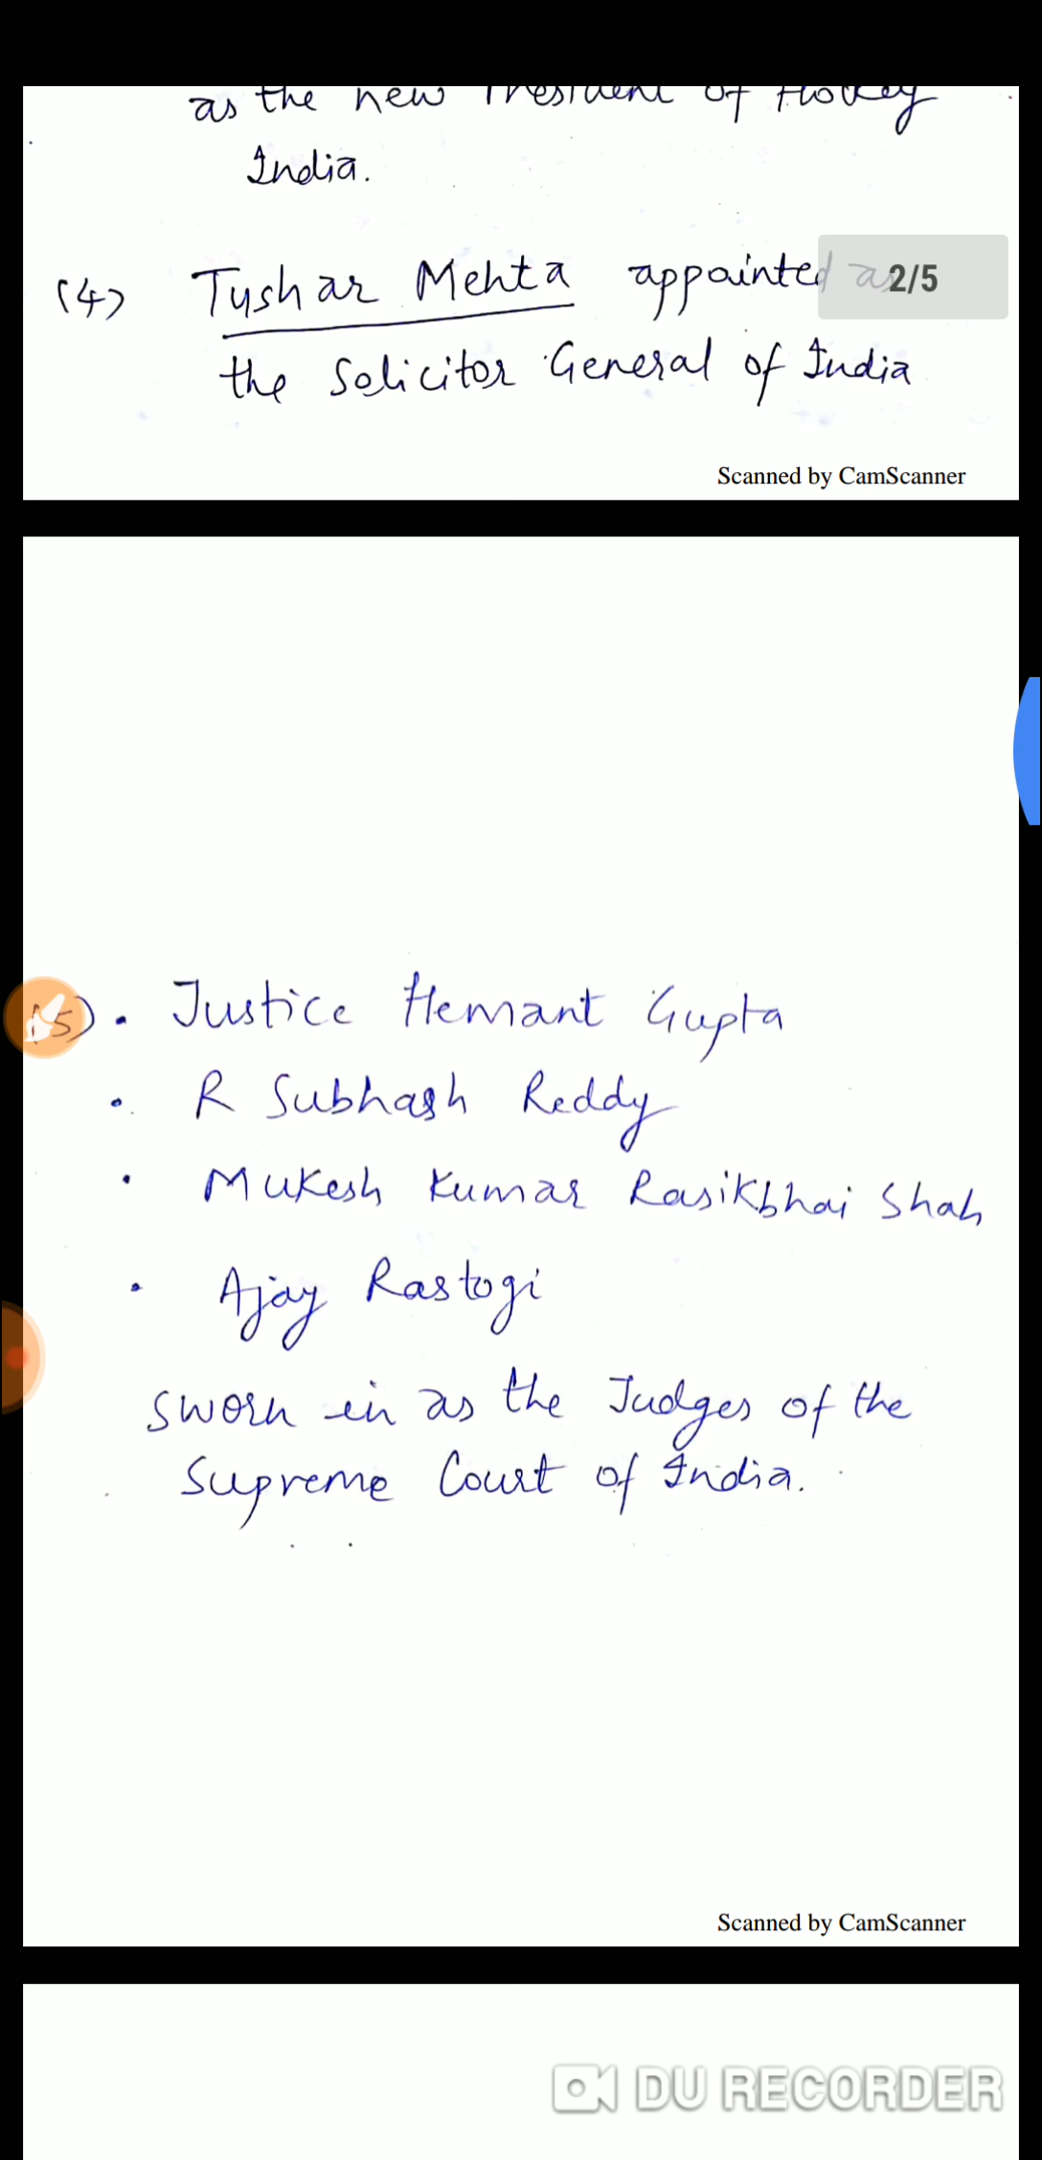 as the new President of Hockey
India.
(4) Tushar Mehta appointed as
2/5
the Solicitor General of India
Scanned by CamScanner
(5). Justice Hemant Gupta
. R Subhash Reddy
. Mukesh Kumar Rasikbhai Shah
. Ajay Rastogi
sworn in as the Judges of the
Supreme Court of India.
Scanned by CamScanner
DU RECORDER